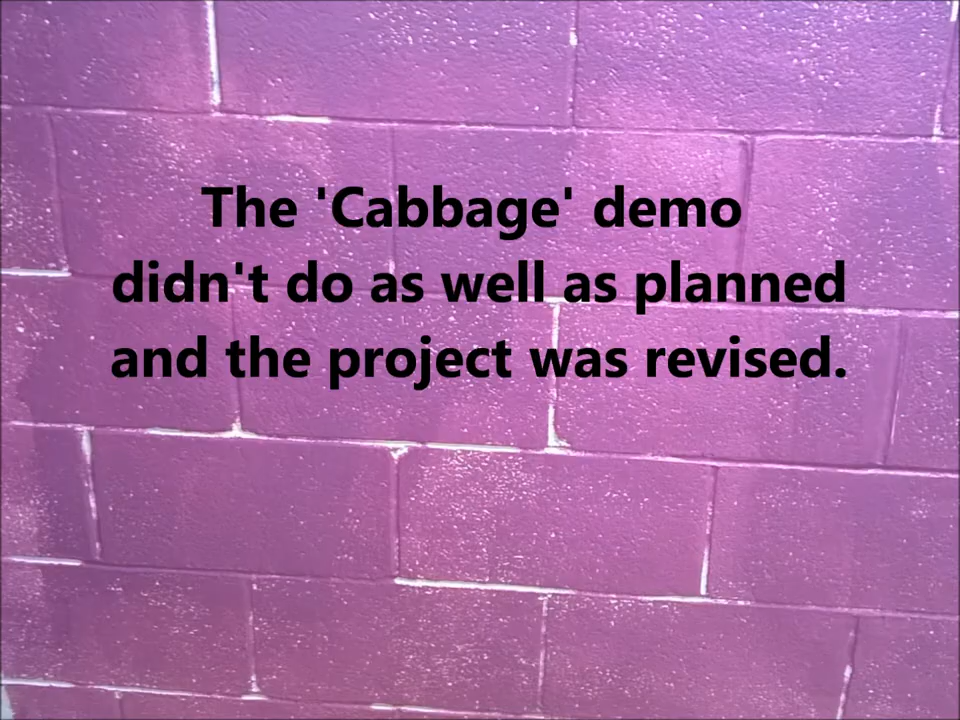 The 'Cabbage' demo
didn't do as well as planned
and the project was revised.